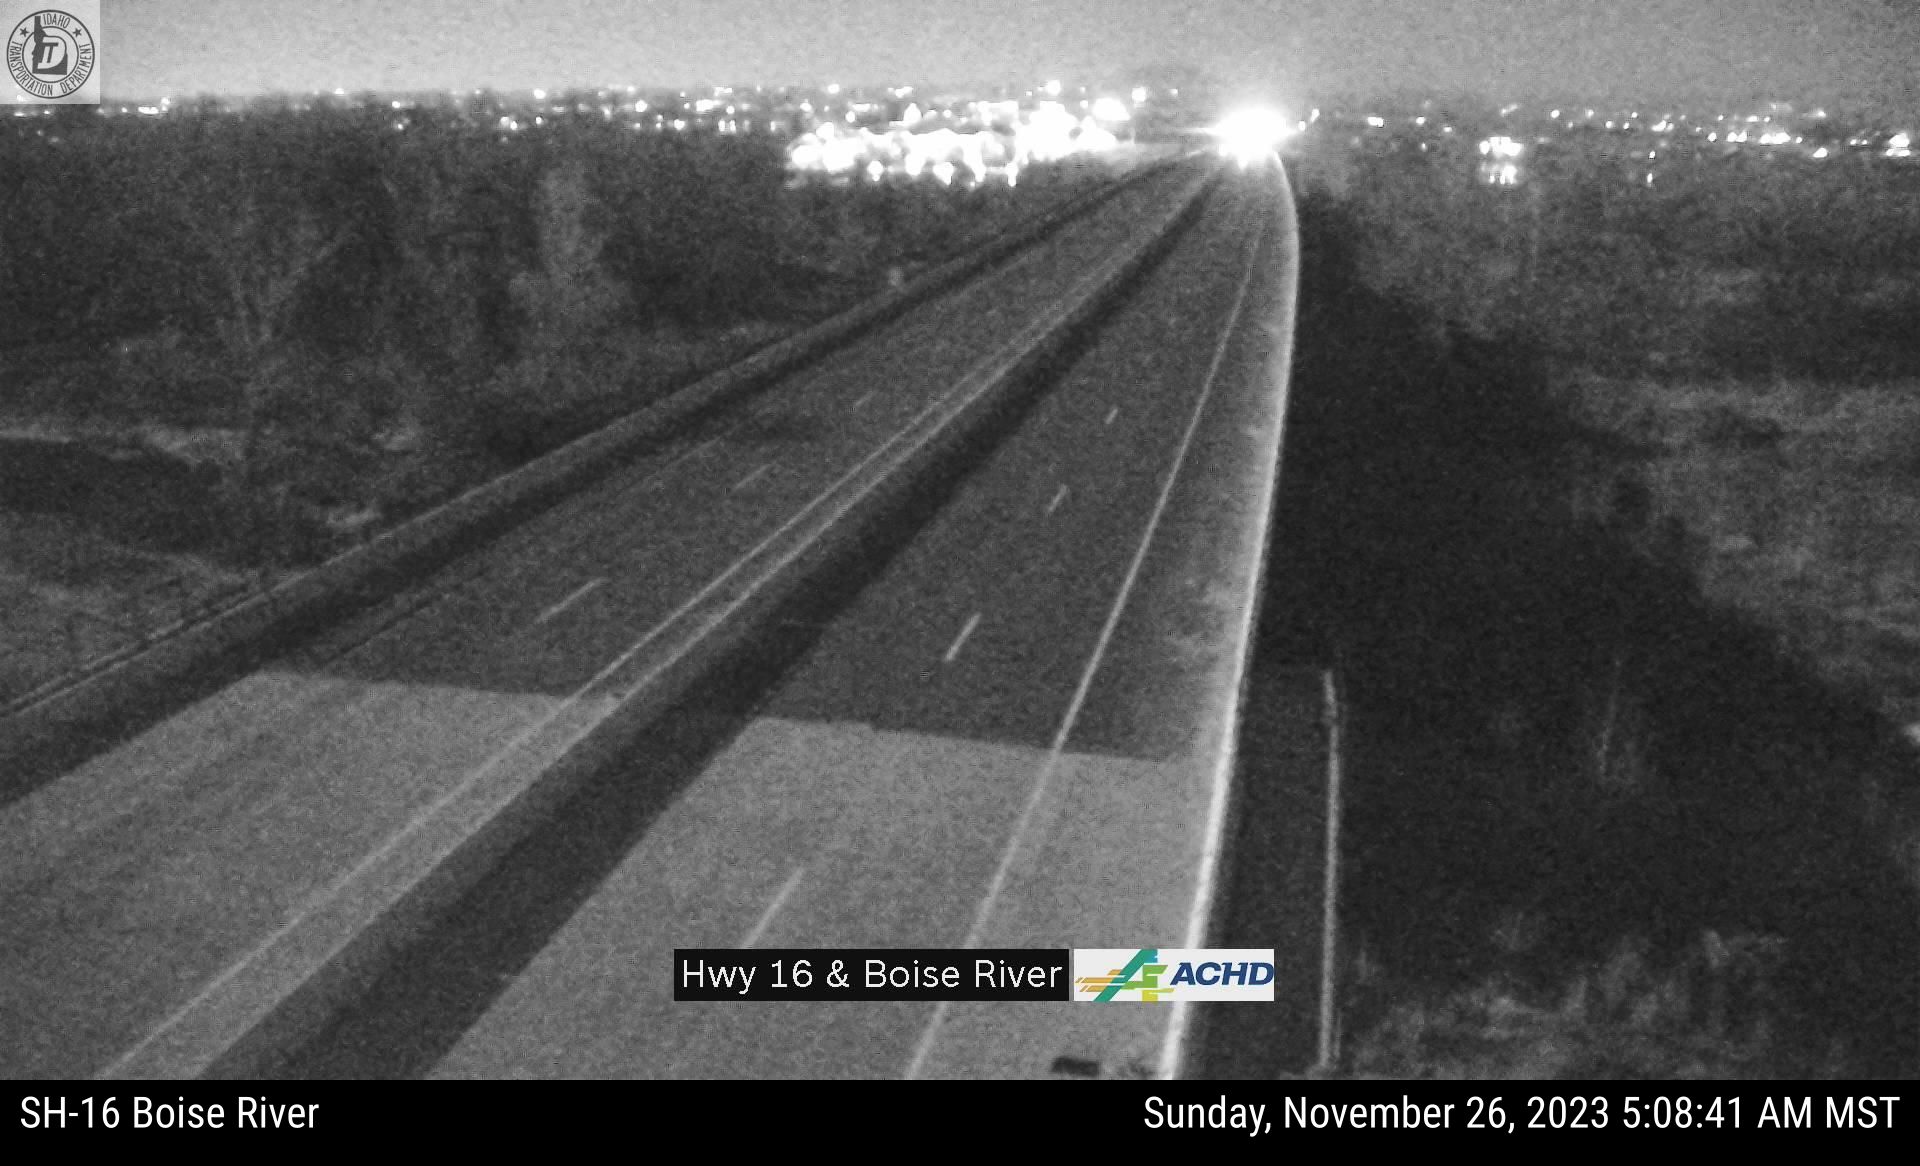 IDAHO
TRANSPORTATION DEPARTMENT
T
Hwy 16 & Boise River
ACHD
SH-16 Boise River
Sunday, November 26, 2023 5:08:41 AM MST